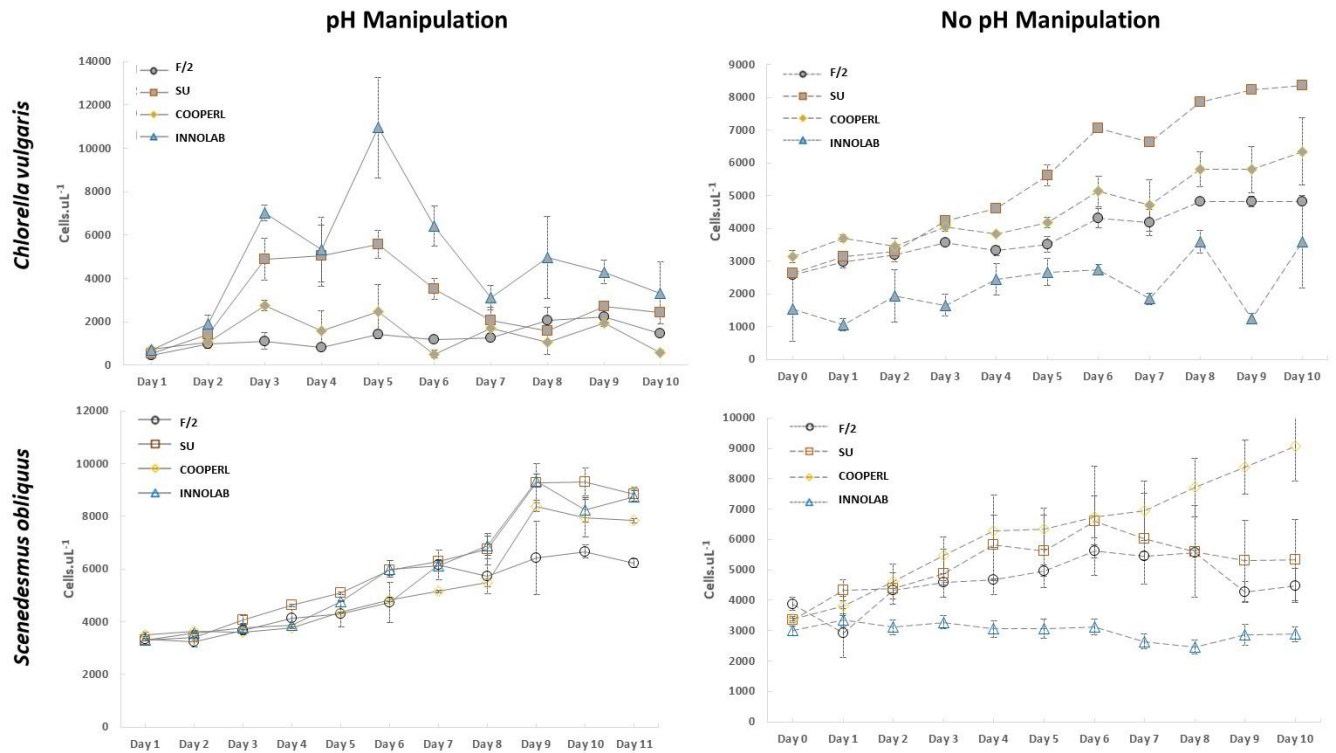 pH Manipulation
No pH Manipulation
Chlorella vulgaris
Cells.uL-1
14000
12000
10000
8000
6000
4000
2000
0
F/2
SU
COOPERL
INNOLAB
Day 1 Day 2 Day 3 Day 4 Day 5 Day 6 Day 7 Day 8 Day 9 Day 10
Cells.uL-1
9000
8000
7000
6000
5000
4000
3000
2000
1000
0
F/2
SU
COOPERL
INNOLAB
Day 0 Day 1 Day 2 Day 3 Day 4 Day 5 Day 6 Day 7 Day 8 Day 9 Day 10
Scenedesmus obliquus
Cells.uL-1
12000
10000
8000
6000
4000
2000
0
F/2
SU
COOPERL
INNOLAB
Day 1 Day 2 Day 3 Day 4 Day 5 Day 6 Day 7 Day 8 Day 9 Day 10 Day 11
Cells.uL-1
10000
9000
8000
7000
6000
5000
4000
3000
2000
1000
0
F/2
SU
COOPERL
INNOLAB
Day 0 Day 1 Day 2 Day 3 Day 4 Day 5 Day 6 Day 7 Day 8 Day 9 Day 10